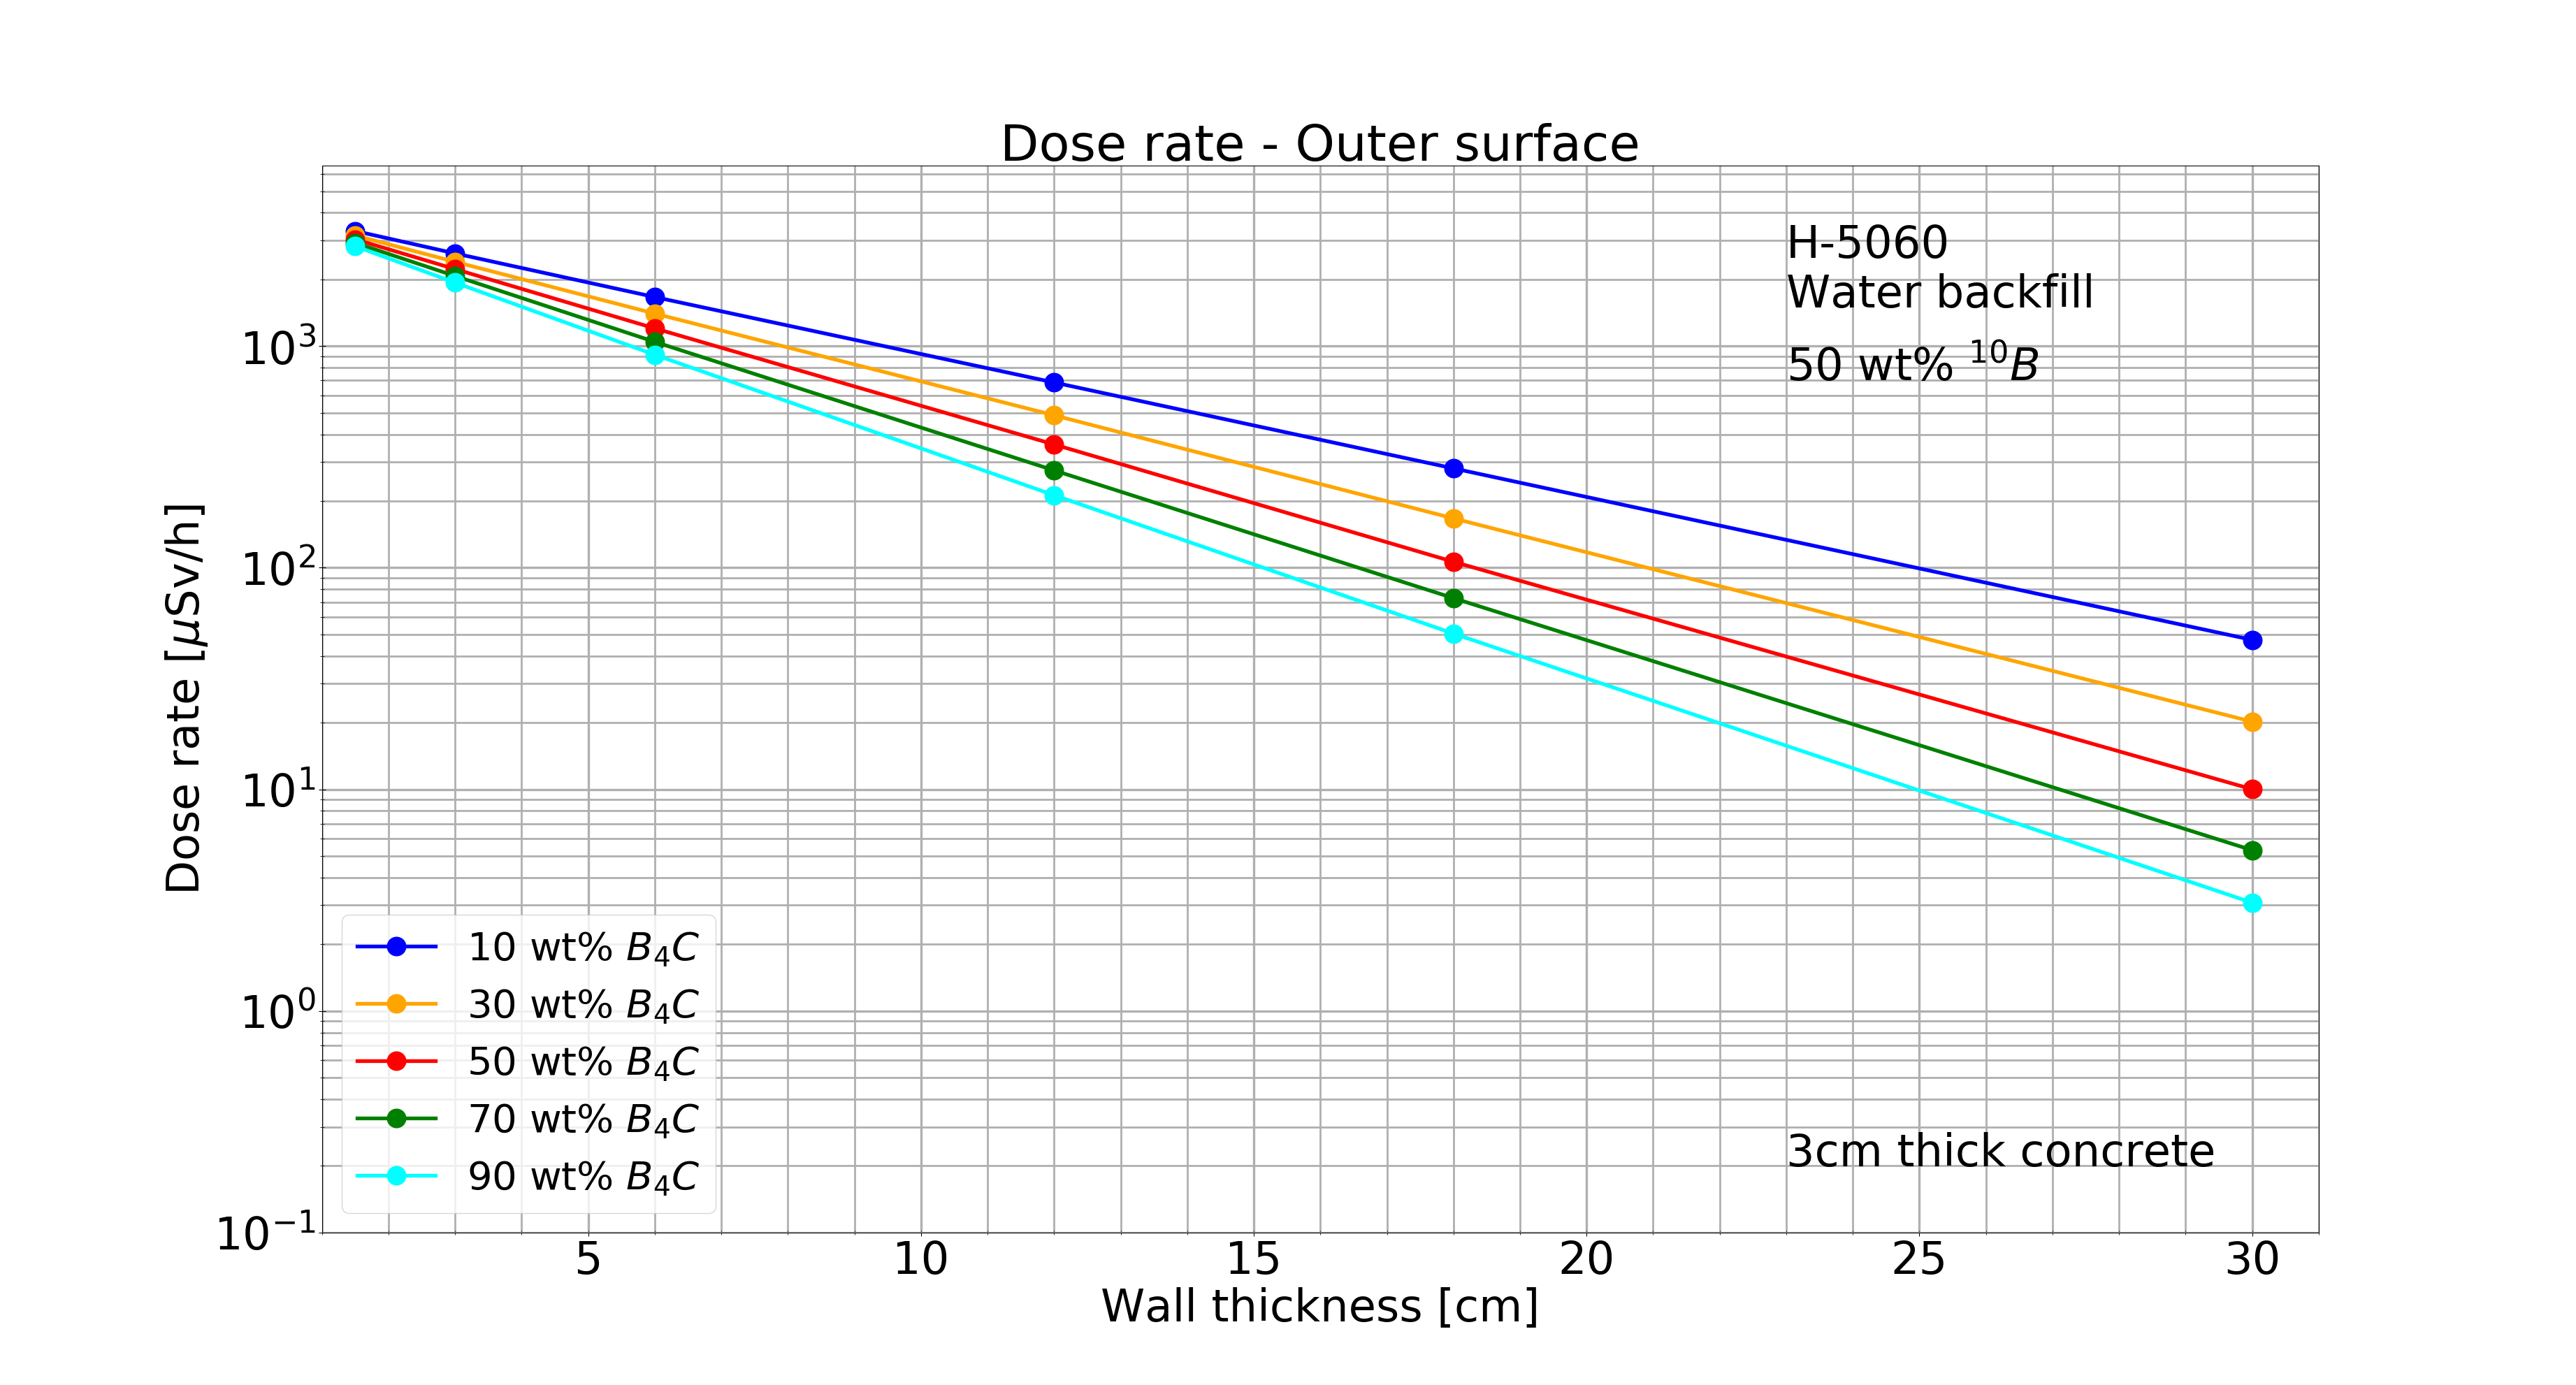 Dose rate - Outer surface
H-5060
Water backfill
50 wt% ¹⁰B
10³
10²
10¹
10⁰
10⁻¹
Dose rate [μSv/h]
10 wt% B₄C
30 wt% B₄C
50 wt% B₄C
70 wt% B₄C
90 wt% B₄C
3cm thick concrete
5 10 15 20 25 30
Wall thickness [cm]